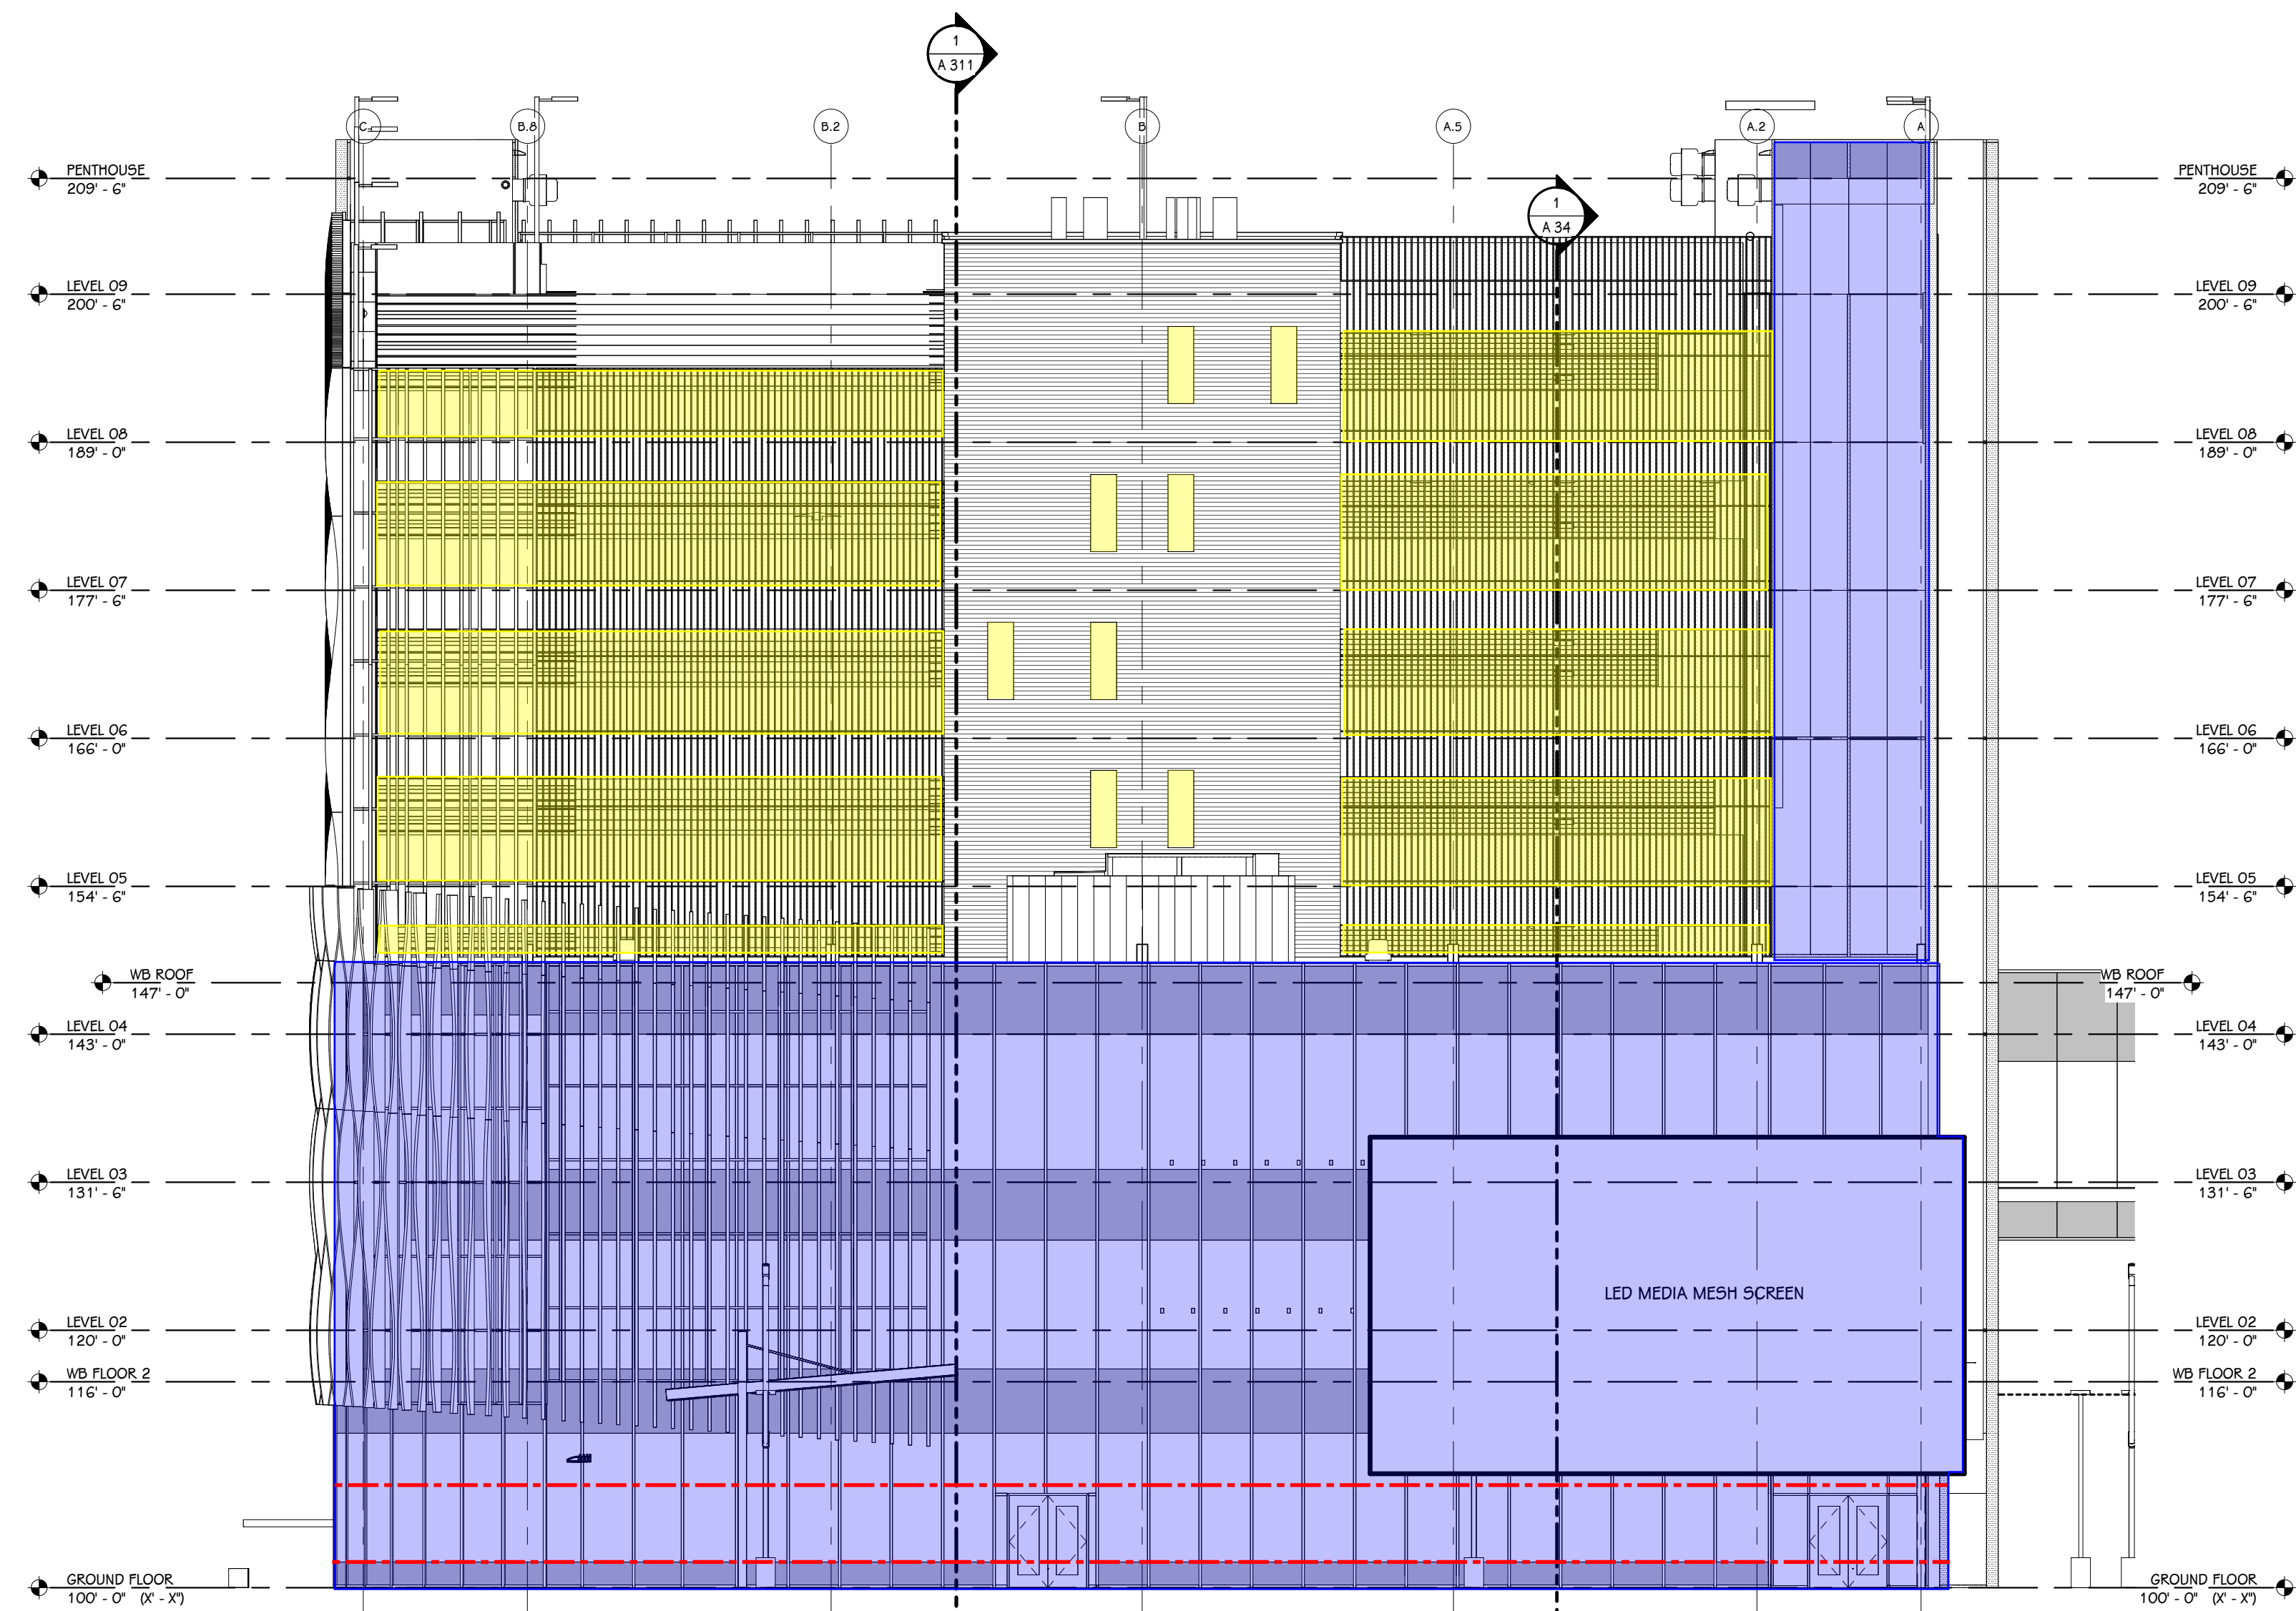 1
A 311
C
B.8
B.2
B
A.5
A.2
A
PENTHOUSE
209' - 6"
PENTHOUSE
209' - 6"
1
A 34
LEVEL 09
200' - 6"
LEVEL 09
200' - 6"
LEVEL 08
189' - 0"
LEVEL 08
189' - 0"
LEVEL 07
177' - 6"
LEVEL 07
177' - 6"
LEVEL 06
166' - 0"
LEVEL 06
166' - 0"
LEVEL 05
154' - 6"
LEVEL 05
154' - 6"
WB ROOF
147' - 0"
WB ROOF
147' - 0"
LEVEL 04
143' - 0"
LEVEL 04
143' - 0"
LEVEL 03
131' - 6"
LEVEL 03
131' - 6"
LED MEDIA MESH SCREEN
LEVEL 02
120' - 0"
LEVEL 02
120' - 0"
WB FLOOR 2
116' - 0"
WB FLOOR 2
116' - 0"
GROUND FLOOR
100' - 0" (X' - X")
GROUND FLOOR
100' - 0" (X' - X")